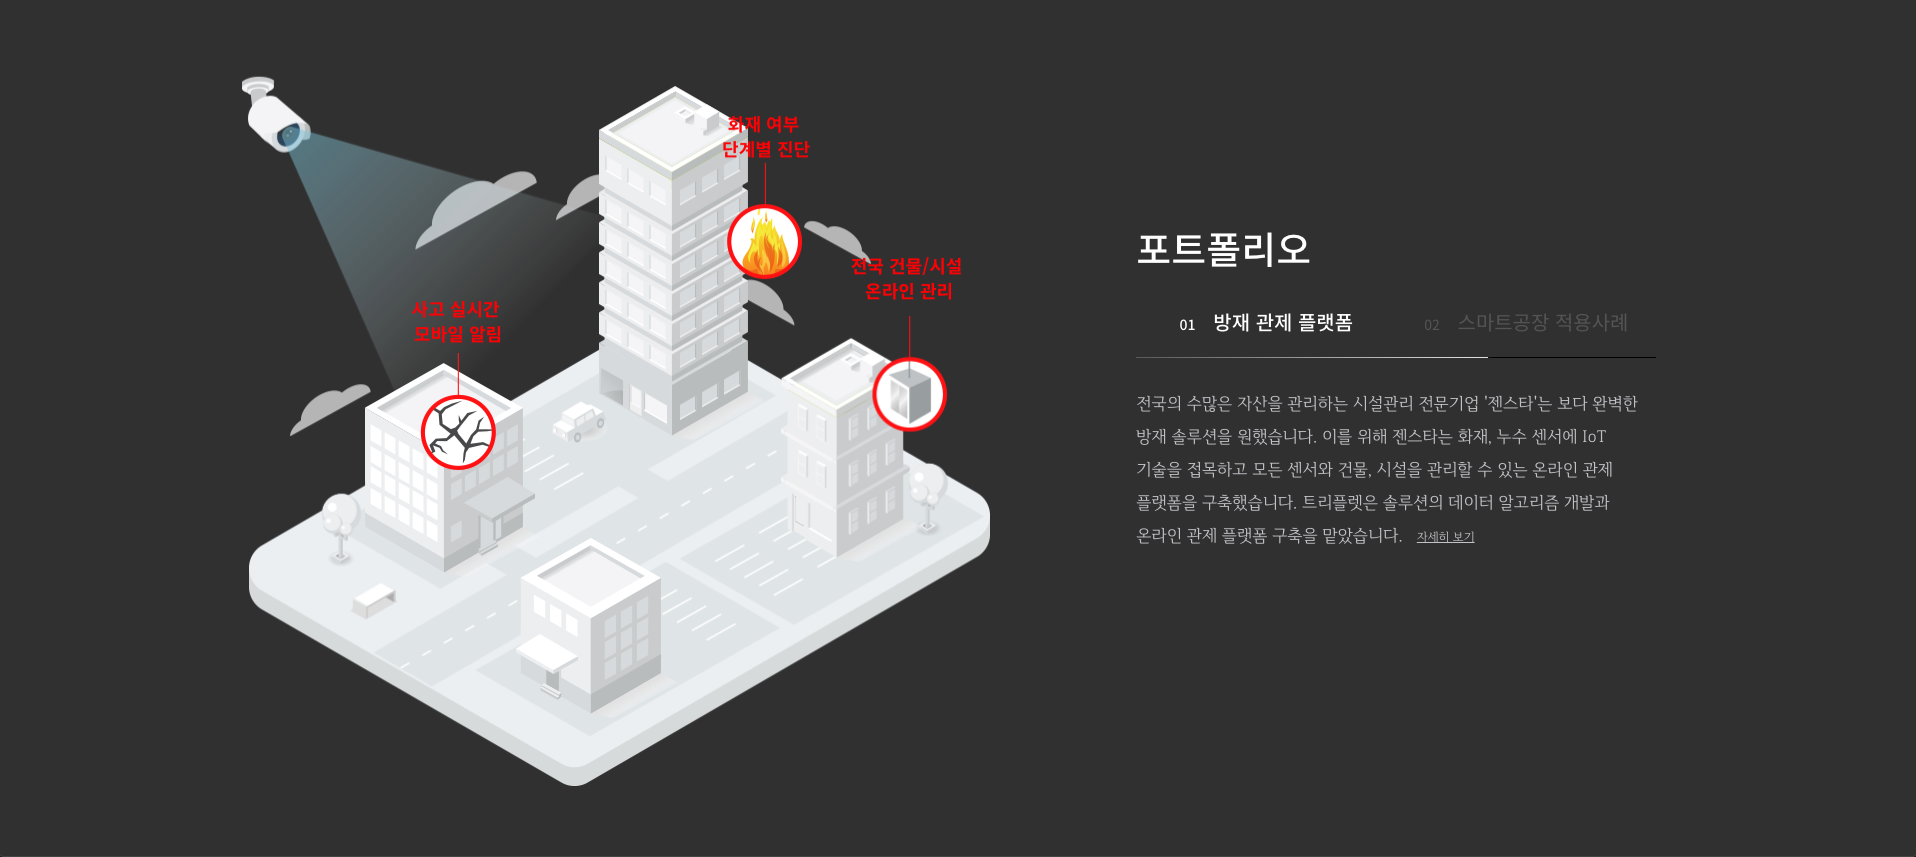 화재 여부
단계별 진단
전국 건물/시설
온라인 관리
사고 실시간
모바일 알림
포트폴리오
01 방재 관제 플랫폼
02 스마트공장 적용사례
전국의 수많은 자산을 관리하는 시설관리 전문기업 '젠스타'는 보다 완벽한
방재 솔루션을 원했습니다. 이를 위해 젠스타는 화재, 누수 센서에 IoT
기술을 접목하고 모든 센서와 건물, 시설을 관리할 수 있는 온라인 관제
플랫폼을 구축했습니다. 트리플렛은 솔루션의 데이터 알고리즘 개발과
온라인 관제 플랫폼 구축을 맡았습니다. 자세히 보기